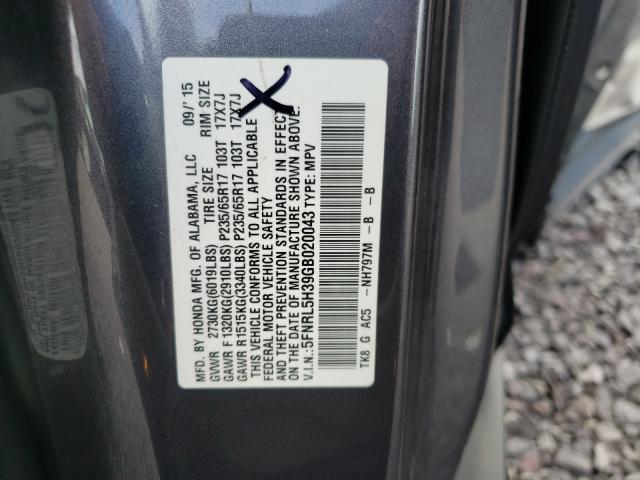 MFD. BY HONDA MFG. OF ALABAMA, LLC 09/' 15
GVWR 2730KG(6019LBS) TIRE SIZE RIM SIZE
GAWR F 1320KG(2910LBS) P235/65R17 103T 17X7J
GAWR R1515KG(3340LBS) P235/65R17 103T 17X7J
THIS VEHICLE CONFORMS TO ALL APPLICABLE X
FEDERAL MOTOR VEHICLE SAFETY
AND THEFT PREVENTION STANDARDS IN EFFECT
ON THE DATE OF MANUFACTURE SHOWN ABOVE.
V.I.N.: 5FNRL5H39GB020043 TYPE: MPV
TK8 G AC5 -NH797M -B -B